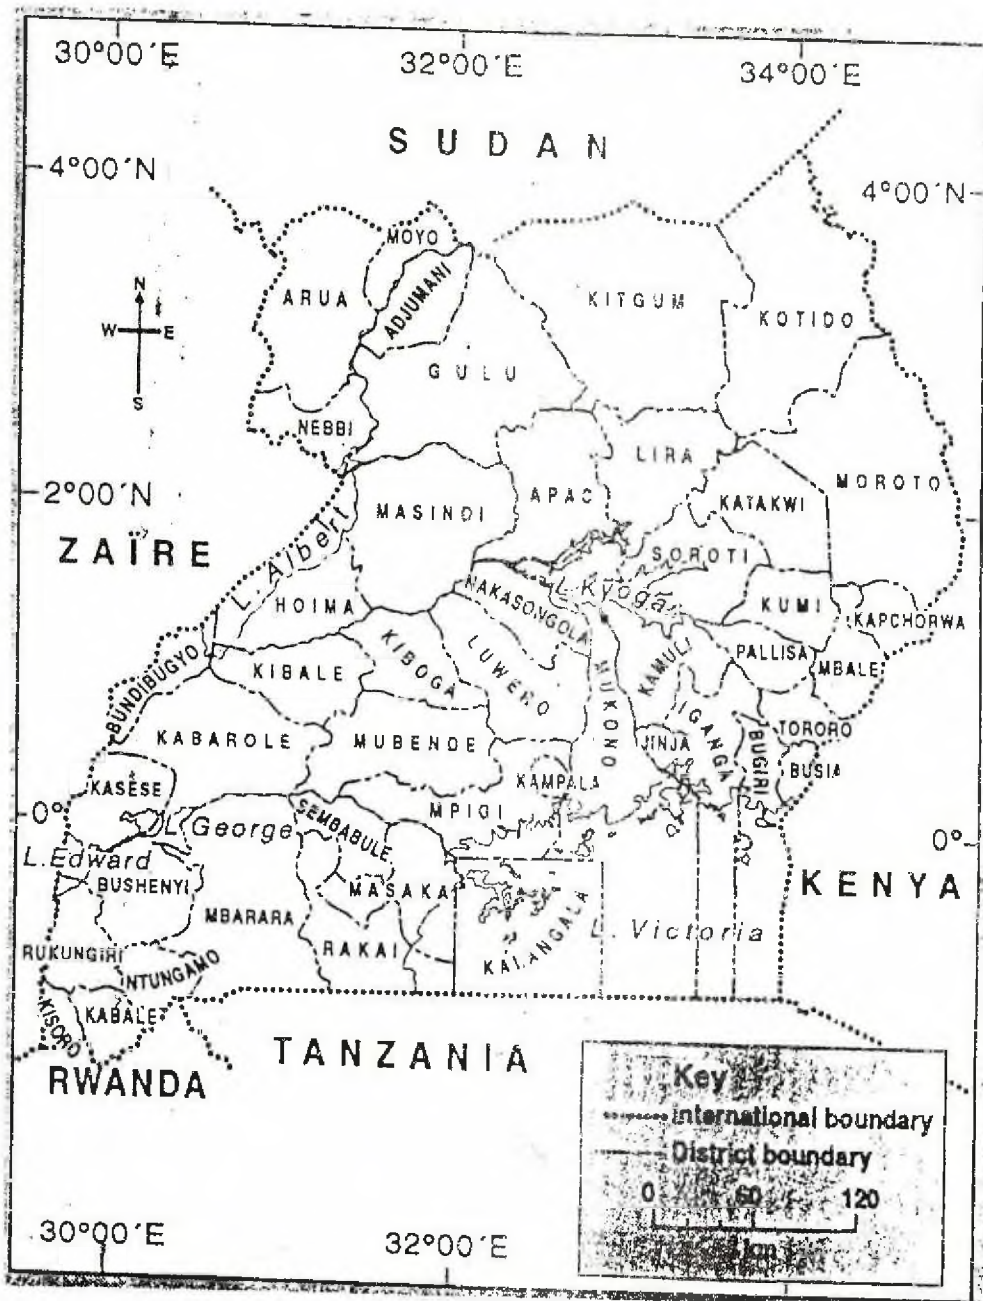 30°00´E
32°00´E
34°00´E
SUDAN
4°00´N
4°00´N
MOYO
N
W E
S
ARUA
ADJUMANI
KITGUM
KOTIDO
GULU
NEBBI
LIRA
MOROTO
2°00´N
MASINDI
APAC
KATAKWI
ZAÏRE
L. Albert
SOROTI
HOIMA
NAKASONGOLA
L. Kyoga
KUMI
KAPCHORWA
BUNDIBUGYO
KIBALE
KIBOGA
LUWERO
MUKONO
KAMULI
PALLISA
MBALE
KABAROLE
MUBENDE
JINJA
IGANGA
BUGIRI
TORORO
BUSIA
KASESE
KAMPALA
MPIGI
0°
L. George
SEMBABULE
0°
L. Edward
BUSHENYI
MASAKA
KENYA
MBARARA
KALANGALA
L. Victoria
RUKUNGIRI
RAKAI
NTUNGAMO
KISORO
KABALE
TANZANIA
RWANDA
Key
International boundary
District boundary
0 60 120
km
30°00´E
32°00´E